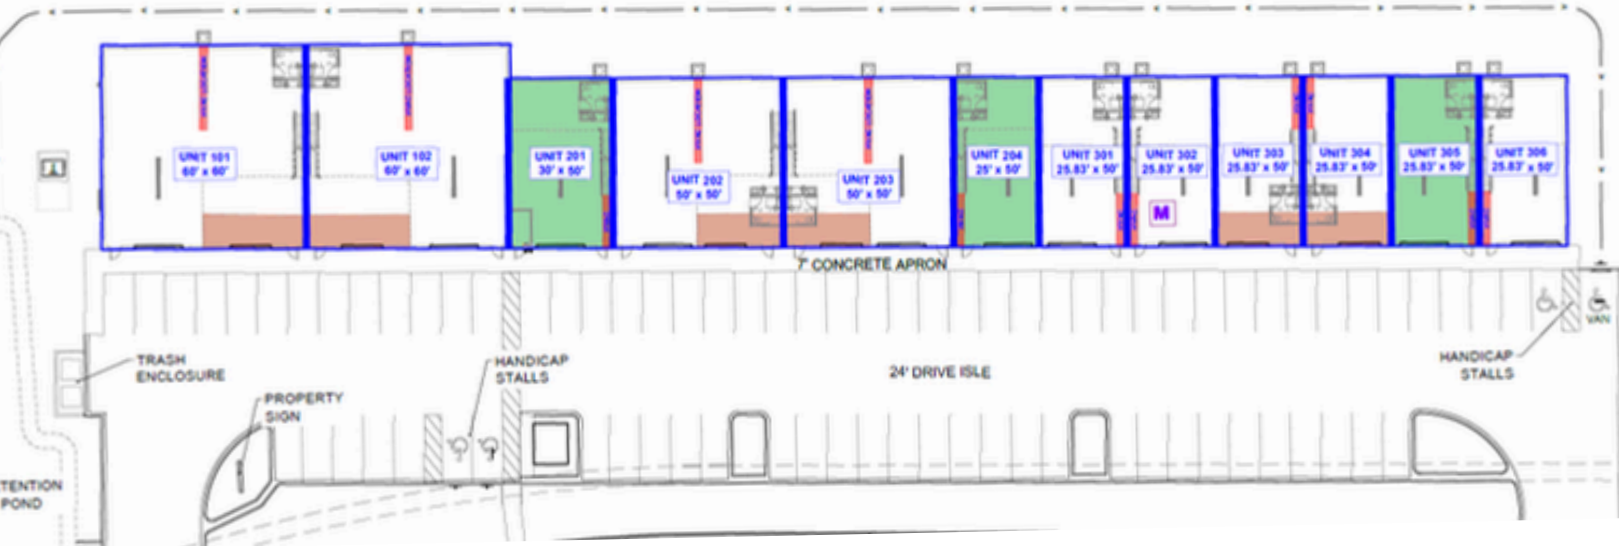 UNIT 101
60' x 60'
UNIT 102
60' x 60'
UNIT 201
30' x 50'
UNIT 202
50' x 50'
UNIT 203
50' x 50'
UNIT 204
25' x 50'
UNIT 301
25.83' x 50'
UNIT 302
25.83' x 50'
UNIT 303
25.83' x 50'
UNIT 304
25.83' x 50'
UNIT 305
25.83' x 50'
UNIT 306
25.83' x 50'
M
7' CONCRETE APRON
VAN
TRASH
ENCLOSURE
HANDICAP
STALLS
24' DRIVE ISLE
HANDICAP
STALLS
PROPERTY
SIGN
TENTION
POND